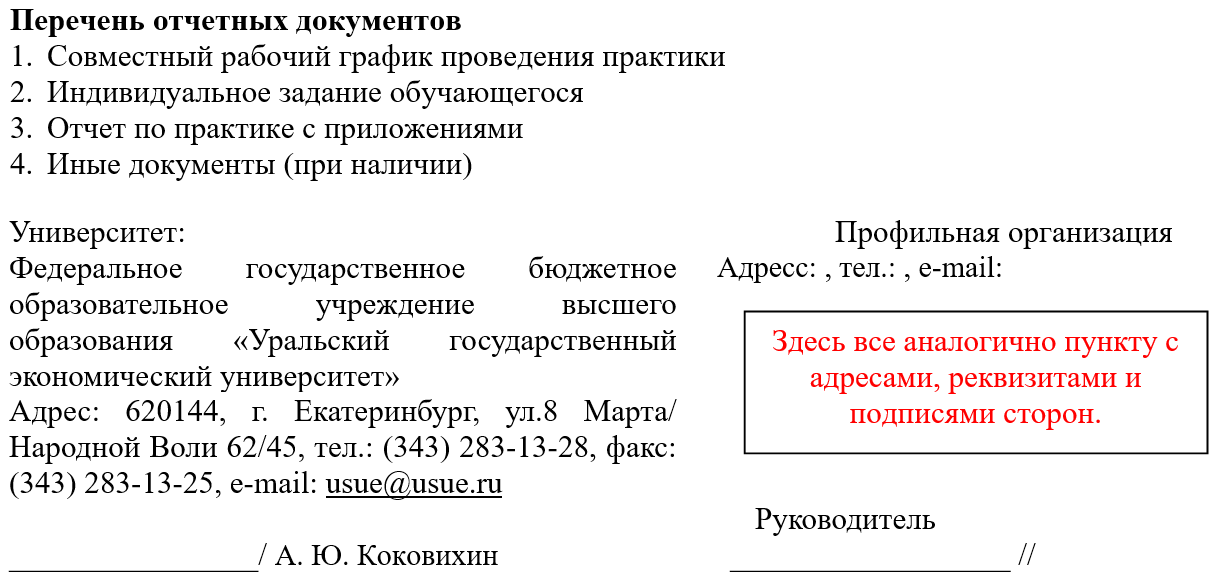 Перечень отчетных документов
1. Совместный рабочий график проведения практики
2. Индивидуальное задание обучающегося
3. Отчет по практике с приложениями
4. Иные документы (при наличии)
Университет:
Федеральное государственное бюджетное
образовательное учреждение высшего
образования «Уральский государственный
экономический университет»
Адрес: 620144, г. Екатеринбург, ул.8 Марта/
Народной Воли 62/45, тел.: (343) 283-13-28, факс:
(343) 283-13-25, e-mail: usue@usue.ru
_________________/ А. Ю. Коковихин
Профильная организация
Адресс: , тел.: , e-mail:
Здесь все аналогично пункту с
адресами, реквизитами и
подписями сторон.
Руководитель
___________________ //